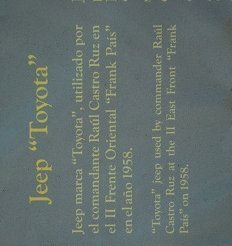 Jeep “Toyota”
Jeep marca “Toyota”, utilizado por
el comandante Raúl Castro Ruz en
el II Frente Oriental “Frank País”
en el año 1958.
“Toyota” Jeep used by commander Raúl
Castro Ruz at the II East Front “Frank
País” on 1958.